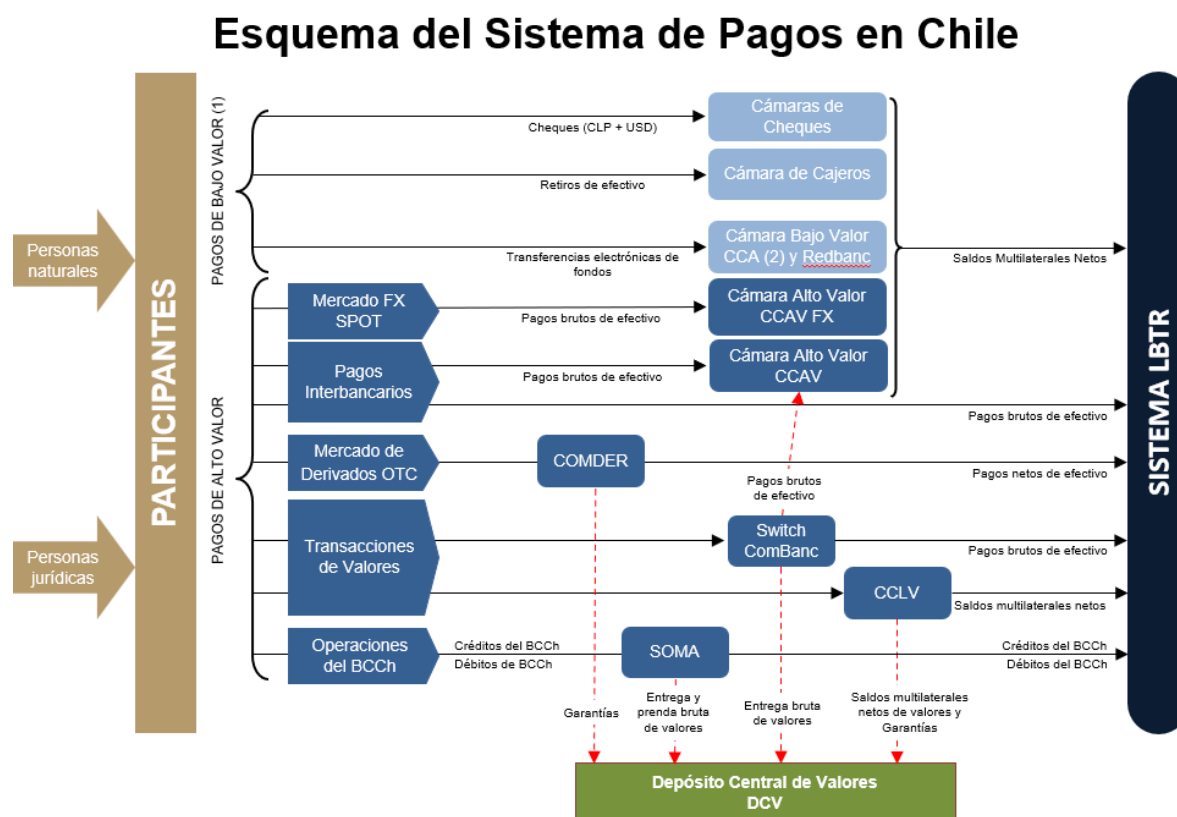 Esquema del Sistema de Pagos en Chile
Personas
naturales
Personas
jurídicas
PARTICIPANTES
PAGOS DE BAJO VALOR (1)
PAGOS DE ALTO VALOR
Cheques (CLP + USD)
Cámaras de
Cheques
Retiros de efectivo
Cámara de Cajeros
Transferencias electrónicas de
fondos
Cámara Bajo Valor
CCA (2) y Redbanc
Saldos Multilaterales Netos
Mercado FX
SPOT
Pagos brutos de efectivo
Cámara Alto Valor
CCAV FX
Pagos
Interbancarios
Pagos brutos de efectivo
Cámara Alto Valor
CCAV
Pagos brutos de efectivo
Mercado de
Derivados OTC
COMDER
Pagos netos de efectivo
Pagos brutos
de efectivo
Transacciones
de Valores
Switch
ComBanc
Pagos brutos de efectivo
CCLV
Saldos multilaterales netos
Operaciones
del BCCh
Créditos del BCCh
Débitos de BCCh
SOMA
Créditos del BCCh
Débitos del BCCh
Garantías
Entrega y
prenda bruta
de valores
Entrega bruta
de valores
Saldos multilaterales
netos de valores y
Garantías
Depósito Central de Valores
DCV
SISTEMA LBTR